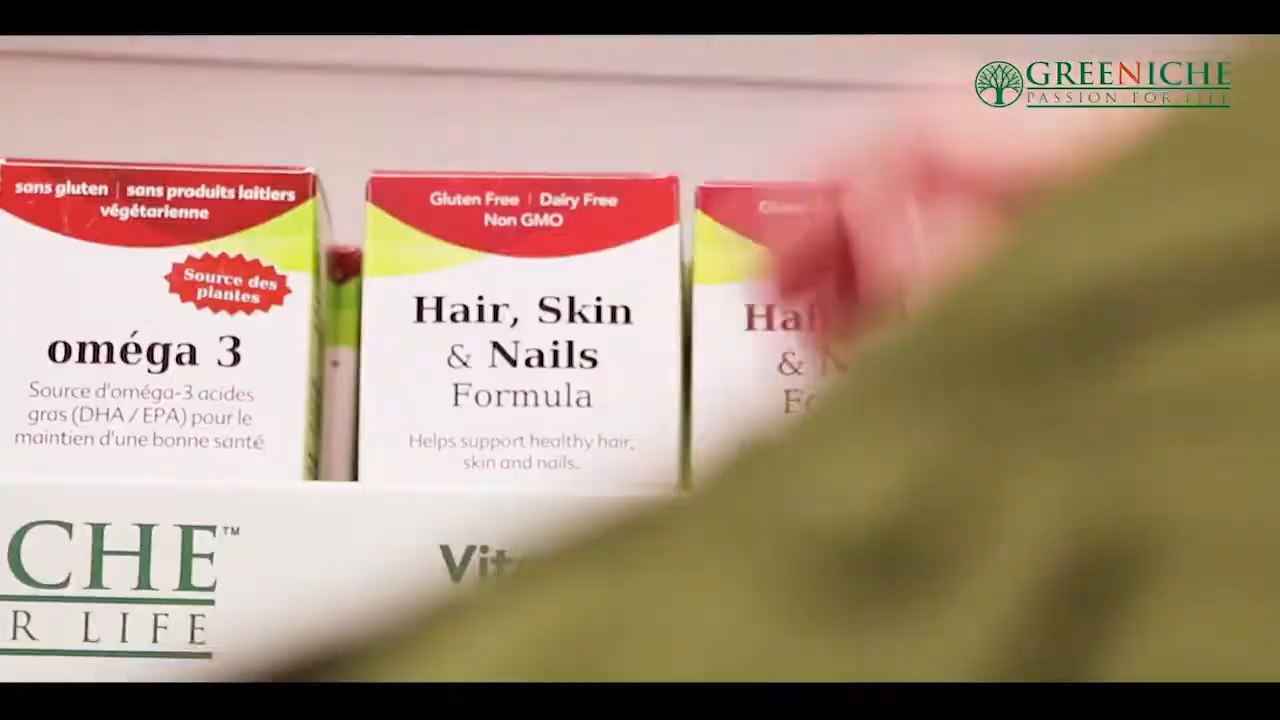 GREENICHE
PASSION FOR LIFE
sans gluten | sans produits laitiers
végétarienne
Source des
plantes
oméga 3
Source d'oméga-3 acides
gras (DHA / EPA) pour le
maintien d'une bonne santé
Gluten Free | Dairy Free
Non GMO
Hair, Skin
& Nails
Formula
Helps support healthy hair,
skin and nails.
&
CHE™
R LIFE